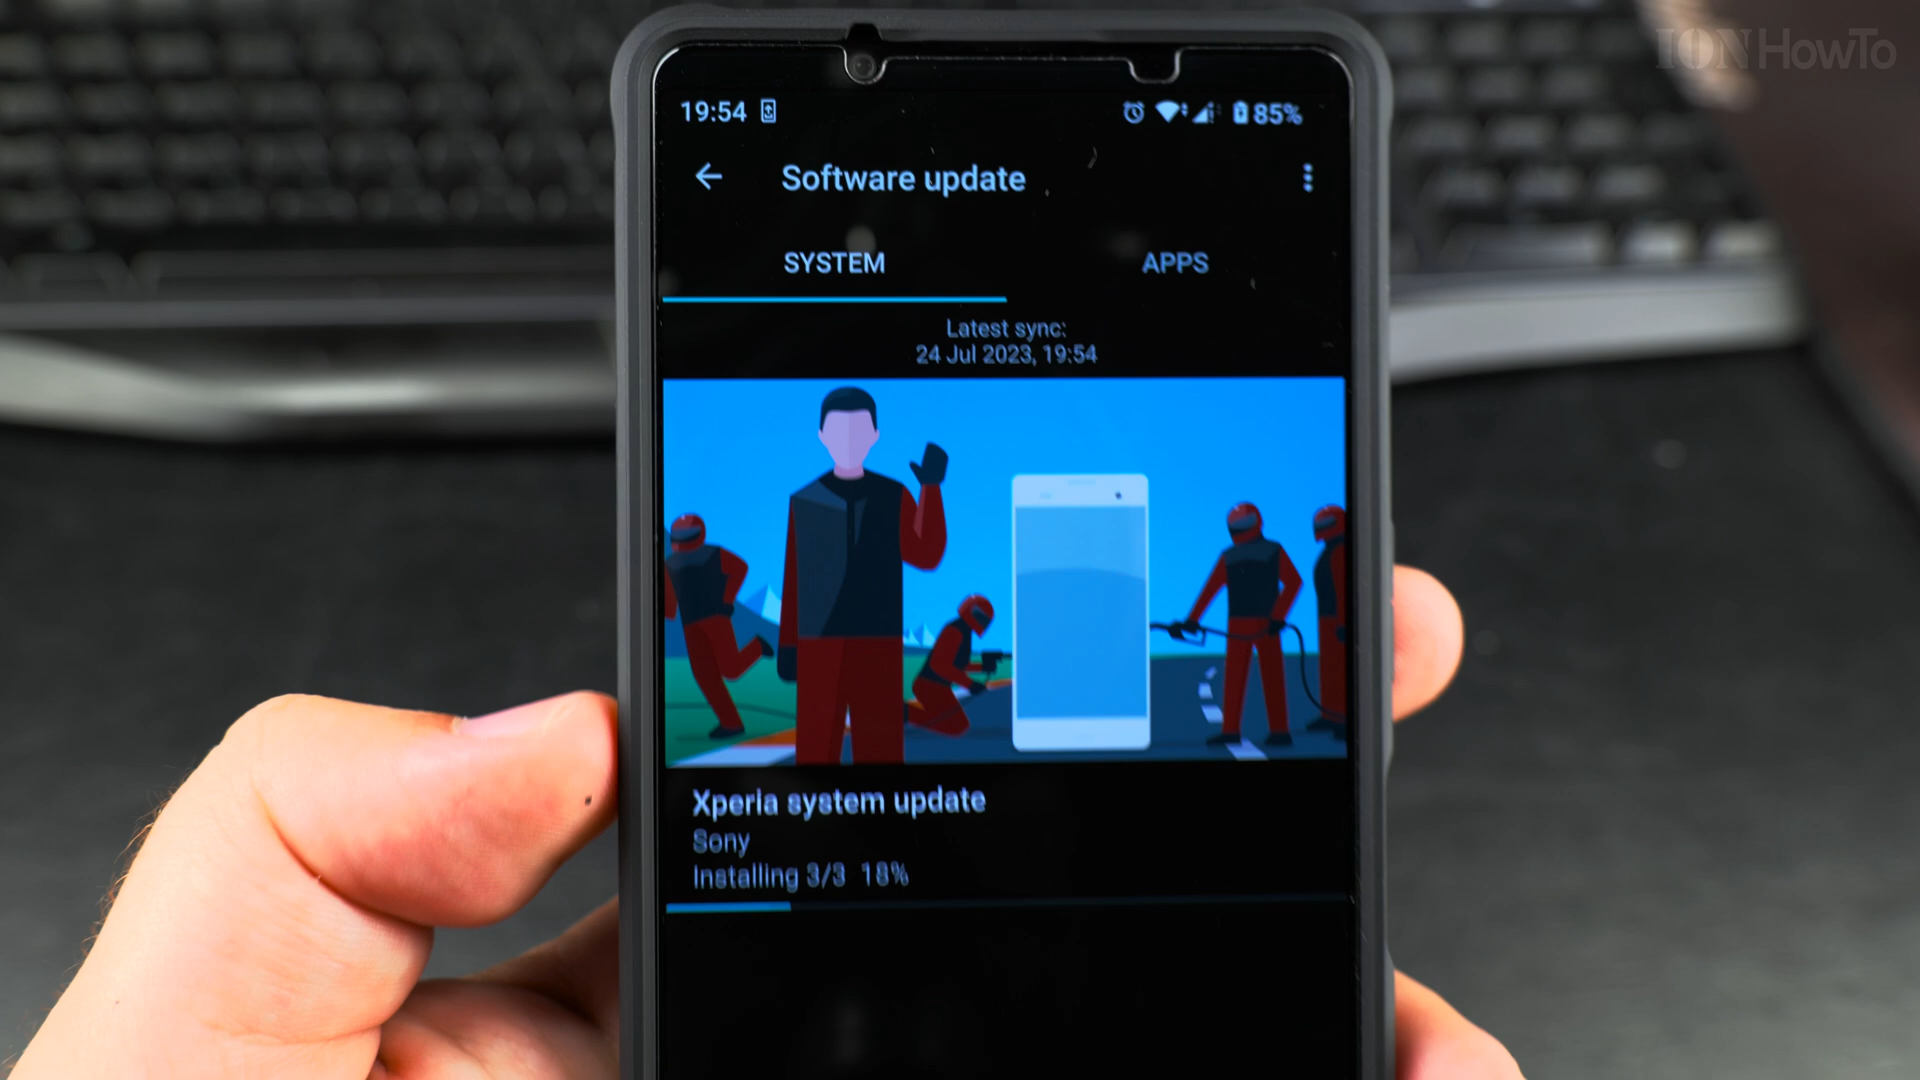 IONHowTo
19:54
85%
Software update
SYSTEM
APPS
Latest sync:
24 Jul 2023, 19:54
Xperia system update
Sony
Installing 3/3 18%